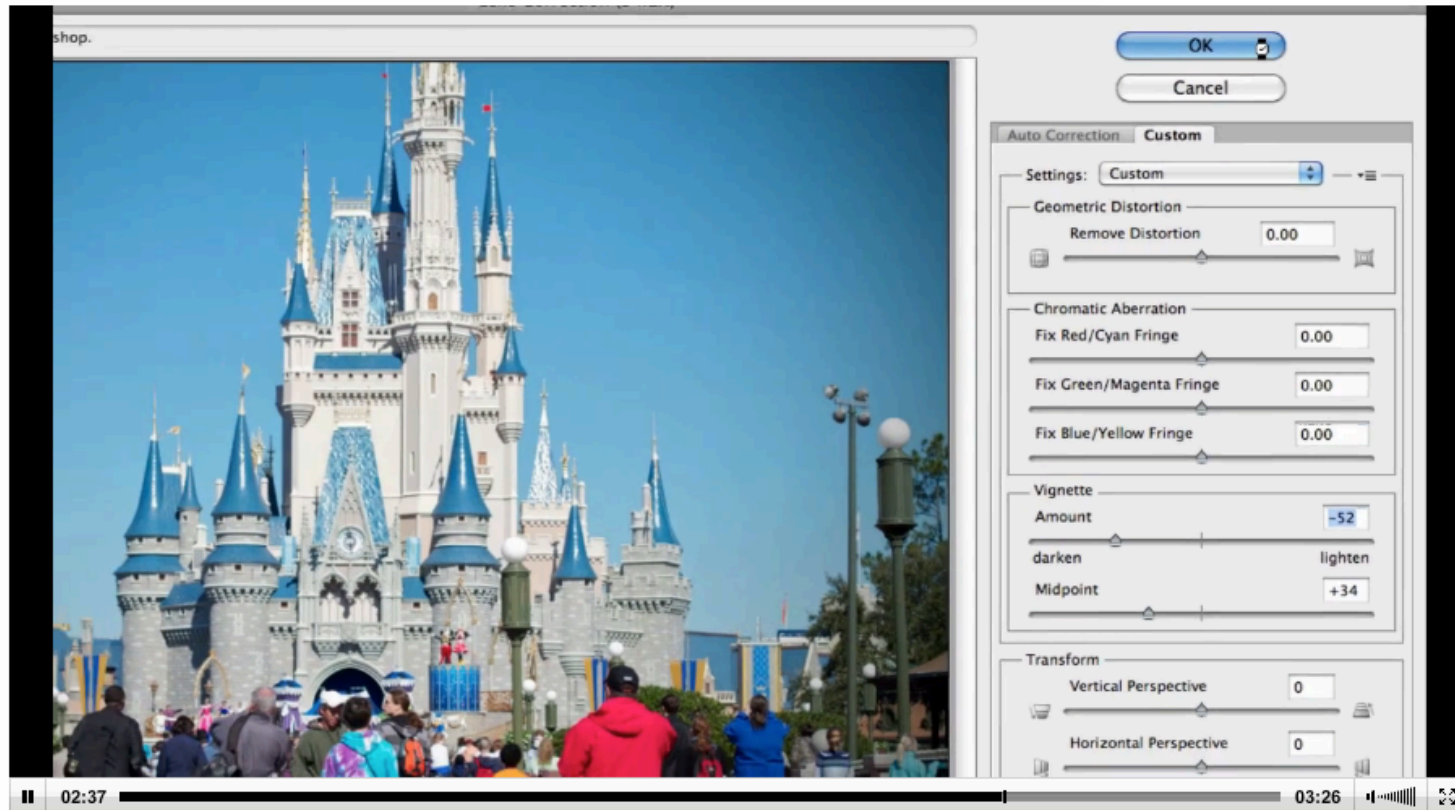 shop.
OK
Cancel
Auto Correction Custom
Settings: Custom
Geometric Distortion
Remove Distortion 0.00
Chromatic Aberration
Fix Red/Cyan Fringe 0.00
Fix Green/Magenta Fringe 0.00
Fix Blue/Yellow Fringe 0.00
Vignette
Amount -52
darken lighten
Midpoint +34
Transform
Vertical Perspective 0
Horizontal Perspective 0
02:37 03:26